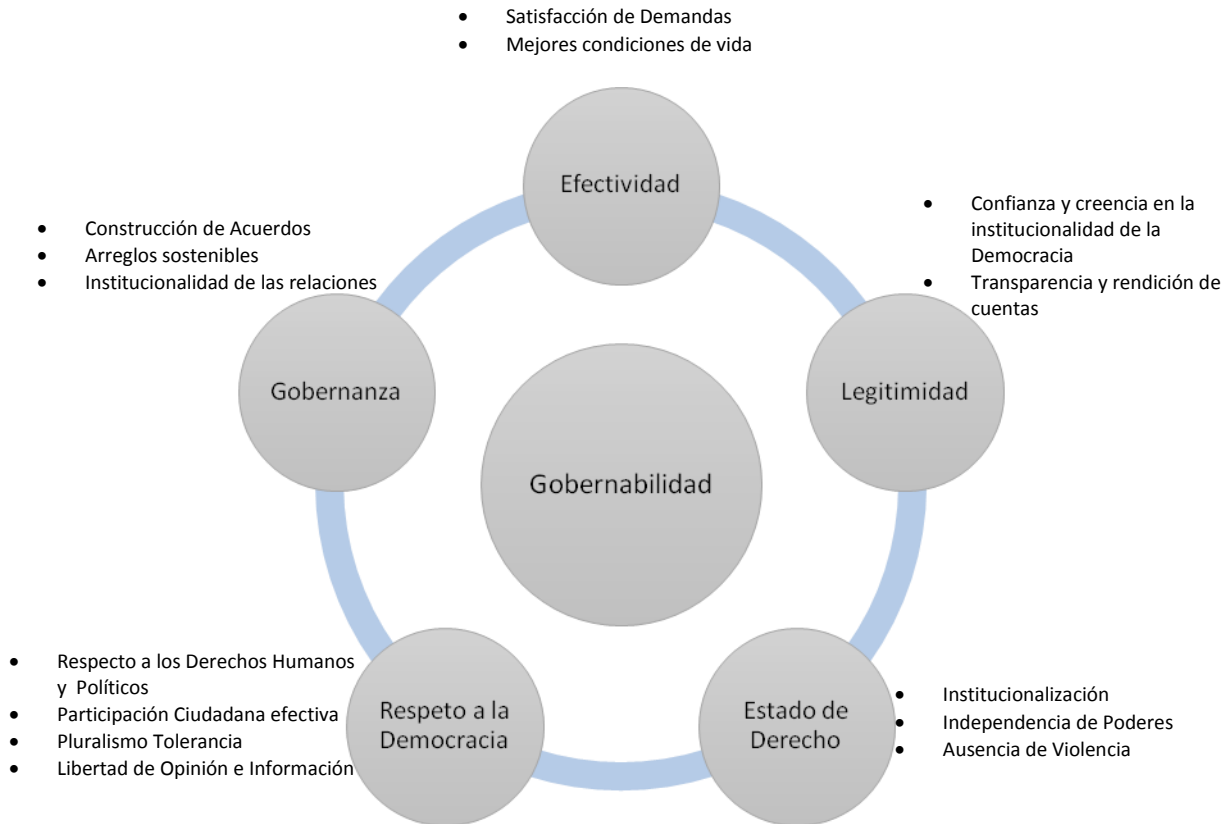 • Satisfacción de Demandas
• Mejores condiciones de vida
Efectividad
• Confianza y creencia en la
institucionalidad de la
Democracia
• Transparencia y rendición de
cuentas
• Construcción de Acuerdos
• Arreglos sostenibles
• Institucionalidad de las relaciones
Gobernanza
Legitimidad
Gobernabilidad
• Respecto a los Derechos Humanos
y Políticos
• Participación Ciudadana efectiva
• Pluralismo Tolerancia
• Libertad de Opinión e Información
Respeto a la
Democracia
Estado de
Derecho
• Institucionalización
• Independencia de Poderes
• Ausencia de Violencia